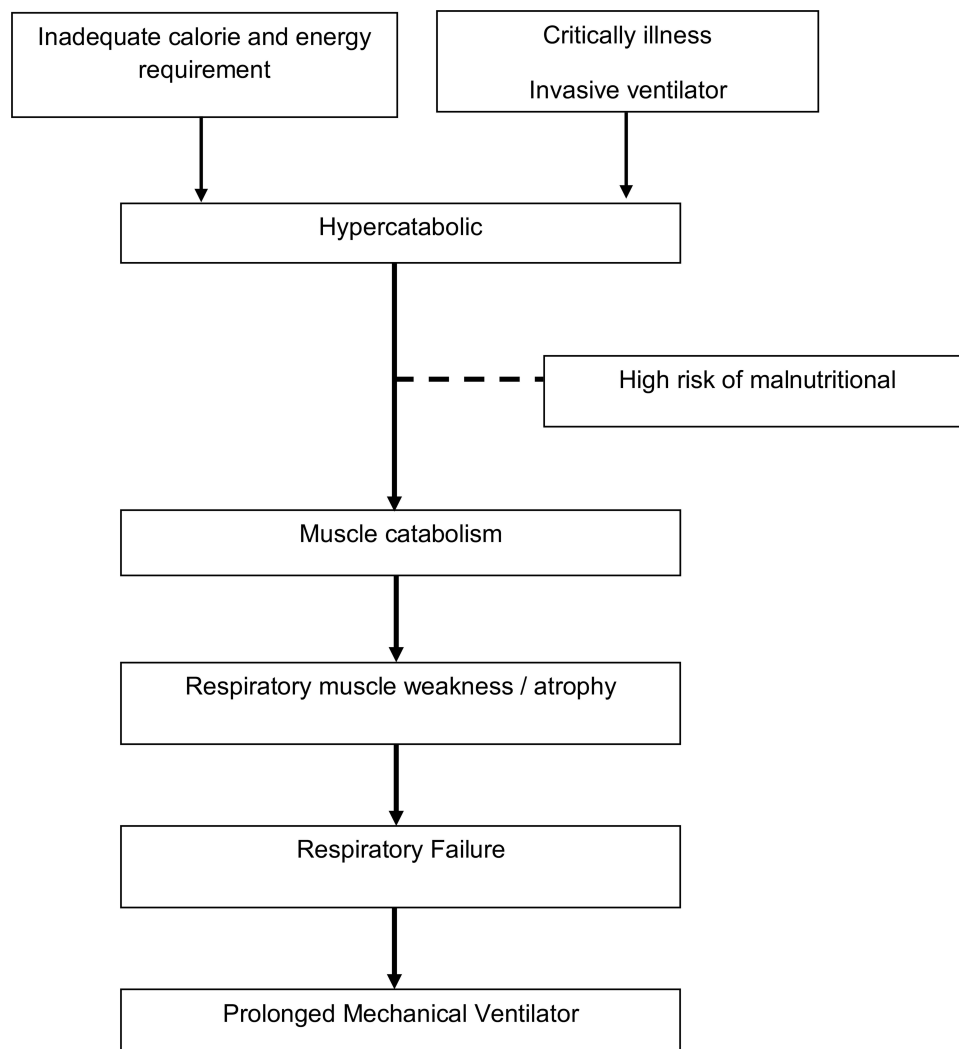 Inadequate calorie and energy
requirement
Critically illness
Invasive ventilator
Hypercatabolic
High risk of malnutritional
Muscle catabolism
Respiratory muscle weakness / atrophy
Respiratory Failure
Prolonged Mechanical Ventilator